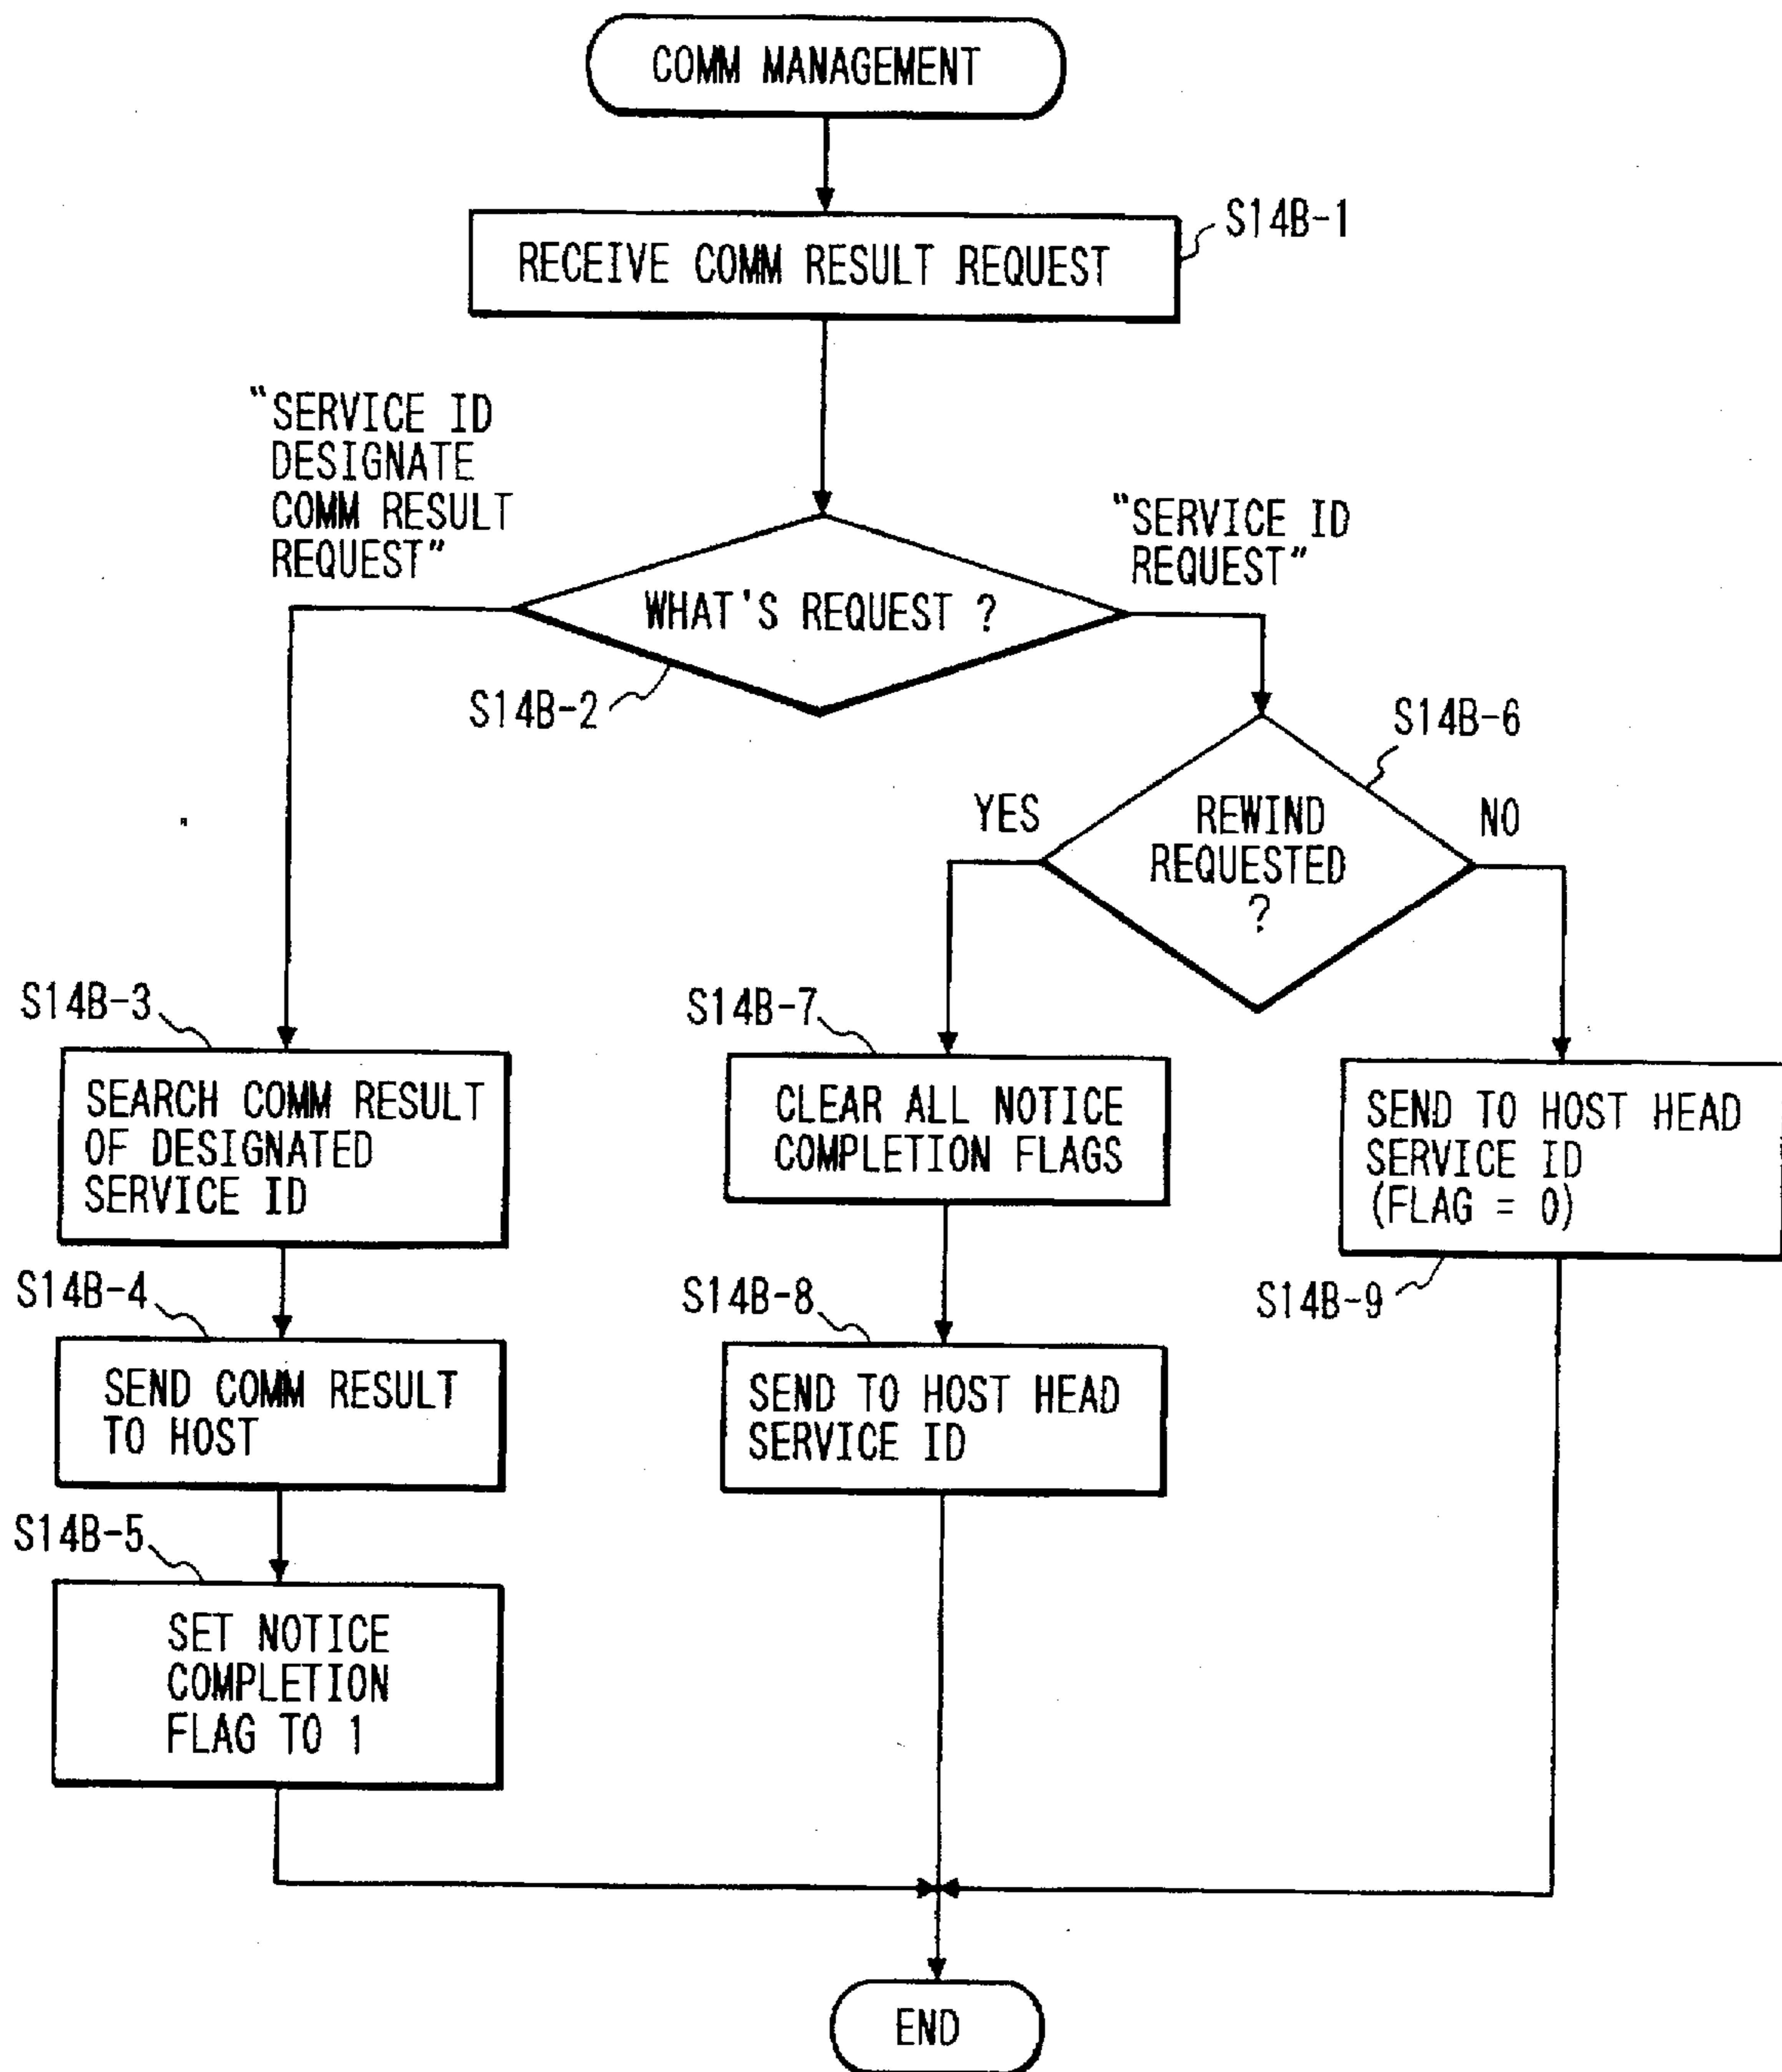 COMM MANAGEMENT
RECEIVE COMM RESULT REQUEST
S14B-1
"SERVICE ID
DESIGNATE
COMM RESULT
REQUEST"
"SERVICE ID
REQUEST"
WHAT'S REQUEST ?
S14B-2
S14B-6
YES
REWIND
REQUESTED
?
NO
S14B-3
SEARCH COMM RESULT
OF DESIGNATED
SERVICE ID
S14B-7
CLEAR ALL NOTICE
COMPLETION FLAGS
SEND TO HOST HEAD
SERVICE ID
(FLAG = 0)
S14B-9
S14B-4
SEND COMM RESULT
TO HOST
S14B-8
SEND TO HOST HEAD
SERVICE ID
S14B-5
SET NOTICE
COMPLETION
FLAG TO 1
END